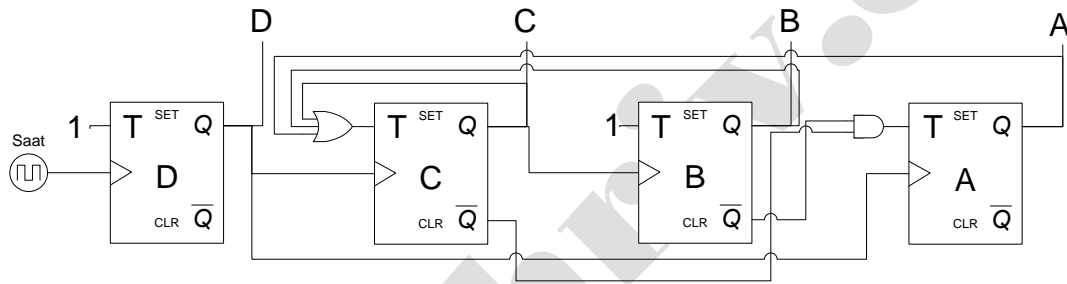 D C B A
Saat
1 T SET Q
D
CLR Q
T SET Q
C
CLR Q
1 T SET Q
B
CLR Q
T SET Q
A
CLR Q